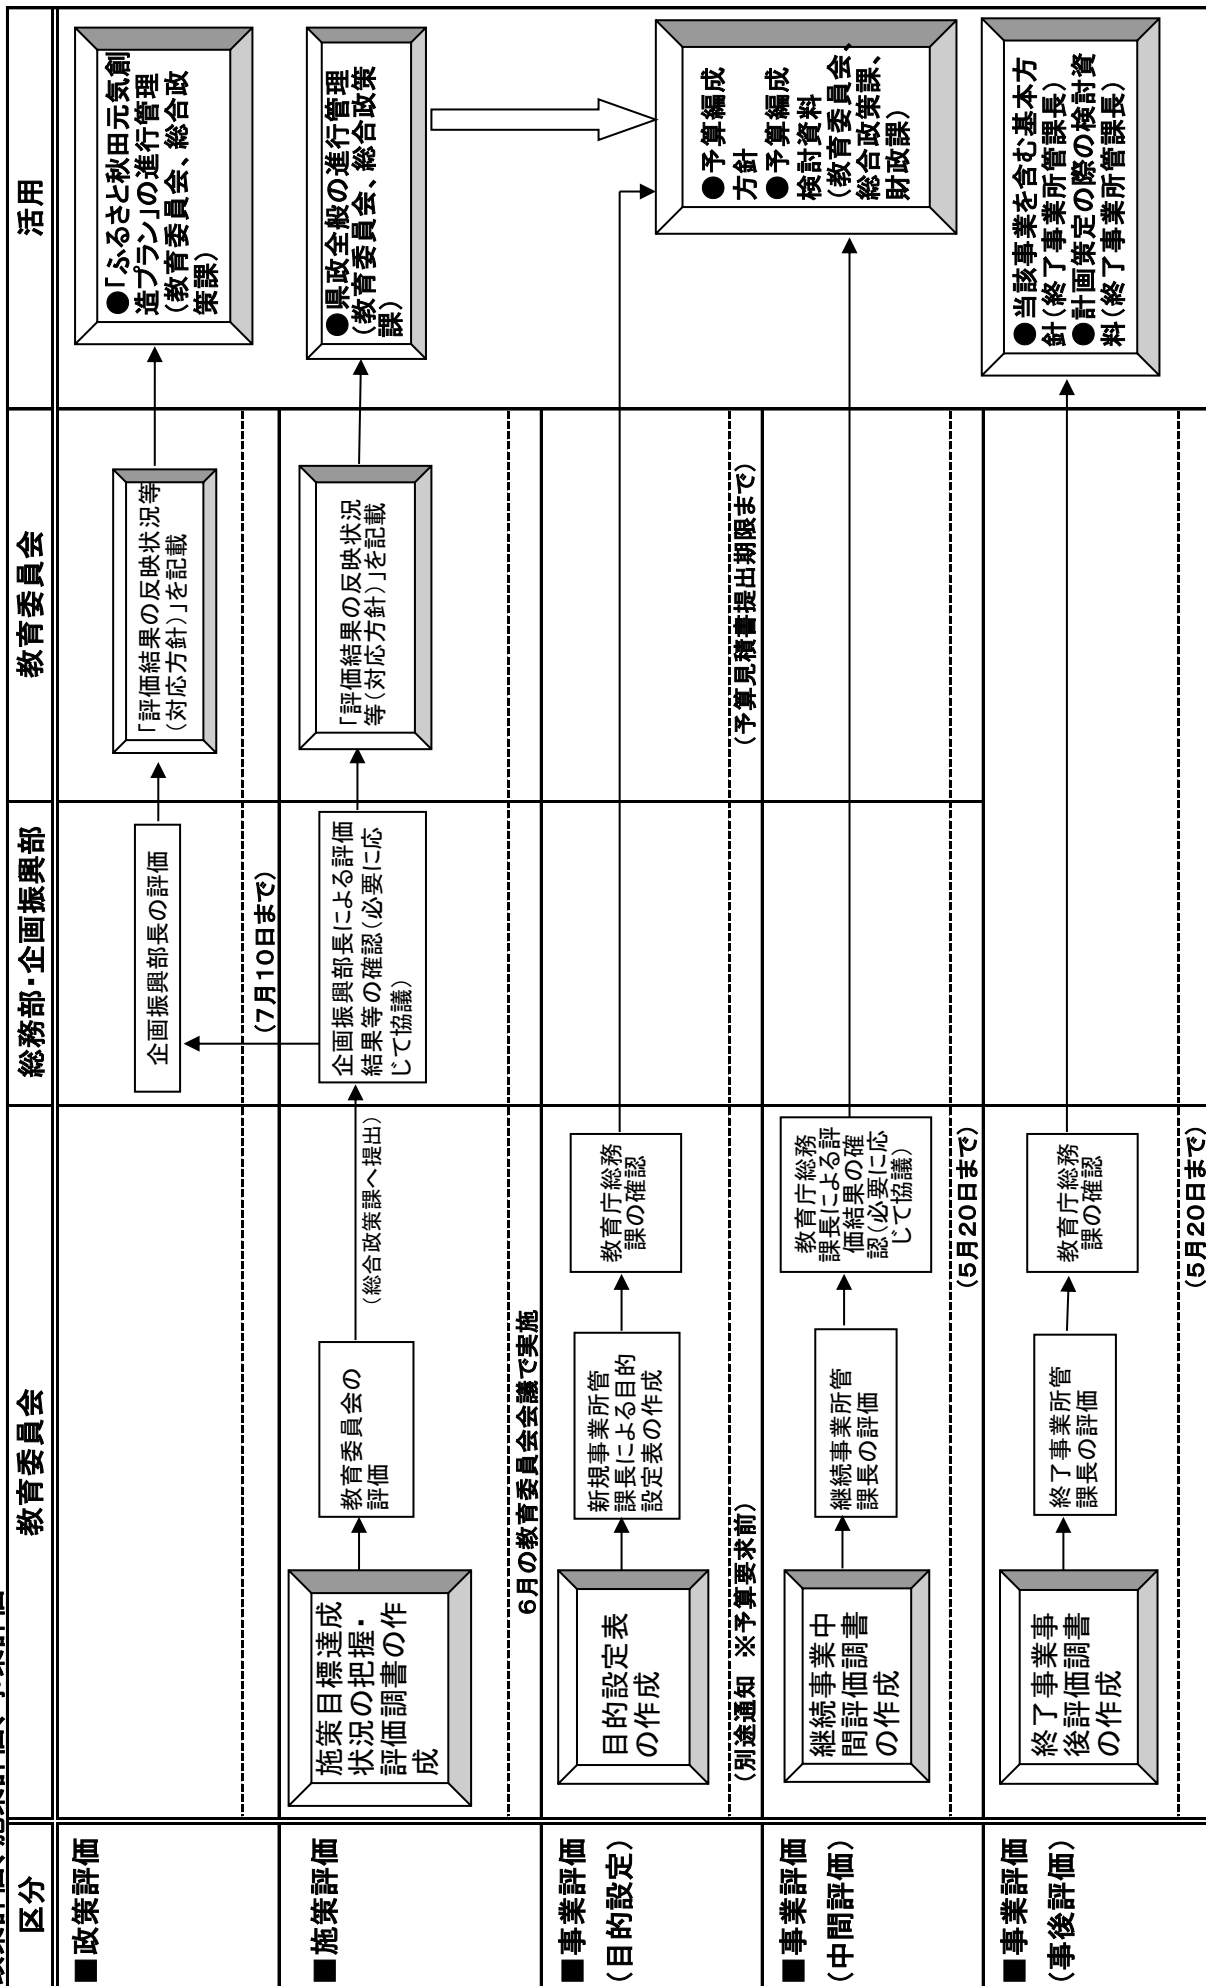 区分
教育委員会
総務部・企画振興部
教育委員会
活用
■政策評価
企画振興部長の評価
「評価結果の反映状況等
（対応方針）」を記載
●「ふるさと秋田元気創
造プラン」の進行管理
（教育委員会、総合政
策課）
（７月１０日まで）
■施策評価
施策目標達成
状況の把握・
評価調書の作
成
教育委員会の
評価
（総合政策課へ提出）
企画振興部長による評価
結果等の確認（必要に応
じて協議）
「評価結果の反映状況
等（対応方針）」を記載
●県政全般の進行管理
（教育委員会、総合政策
課）
６月の教育委員会会議で実施
■事業評価
（目的設定）
目的設定表
の作成
新規事業所管
課長による目的
設定表の作成
教育庁総務
課の確認
●予算編成
方針
●予算編成
検討資料
（教育委員会、
総合政策課、
財政課）
（別途通知　※予算要求前）
（予算見積書提出期限まで）
■事業評価
（中間評価）
継続事業中
間評価調書
の作成
継続事業所管
課長の評価
教育庁総務
課長による評
価結果の確
認（必要に応
じて協議）
（５月２０日まで）
■事業評価
（事後評価）
終了事業事
後評価調書
の作成
終了事業所管
課長の評価
教育庁総務
課の確認
●当該事業を含む基本方
針（終了事業所管課長）
●計画策定の際の検討資
料（終了事業所管課長）
（５月２０日まで）